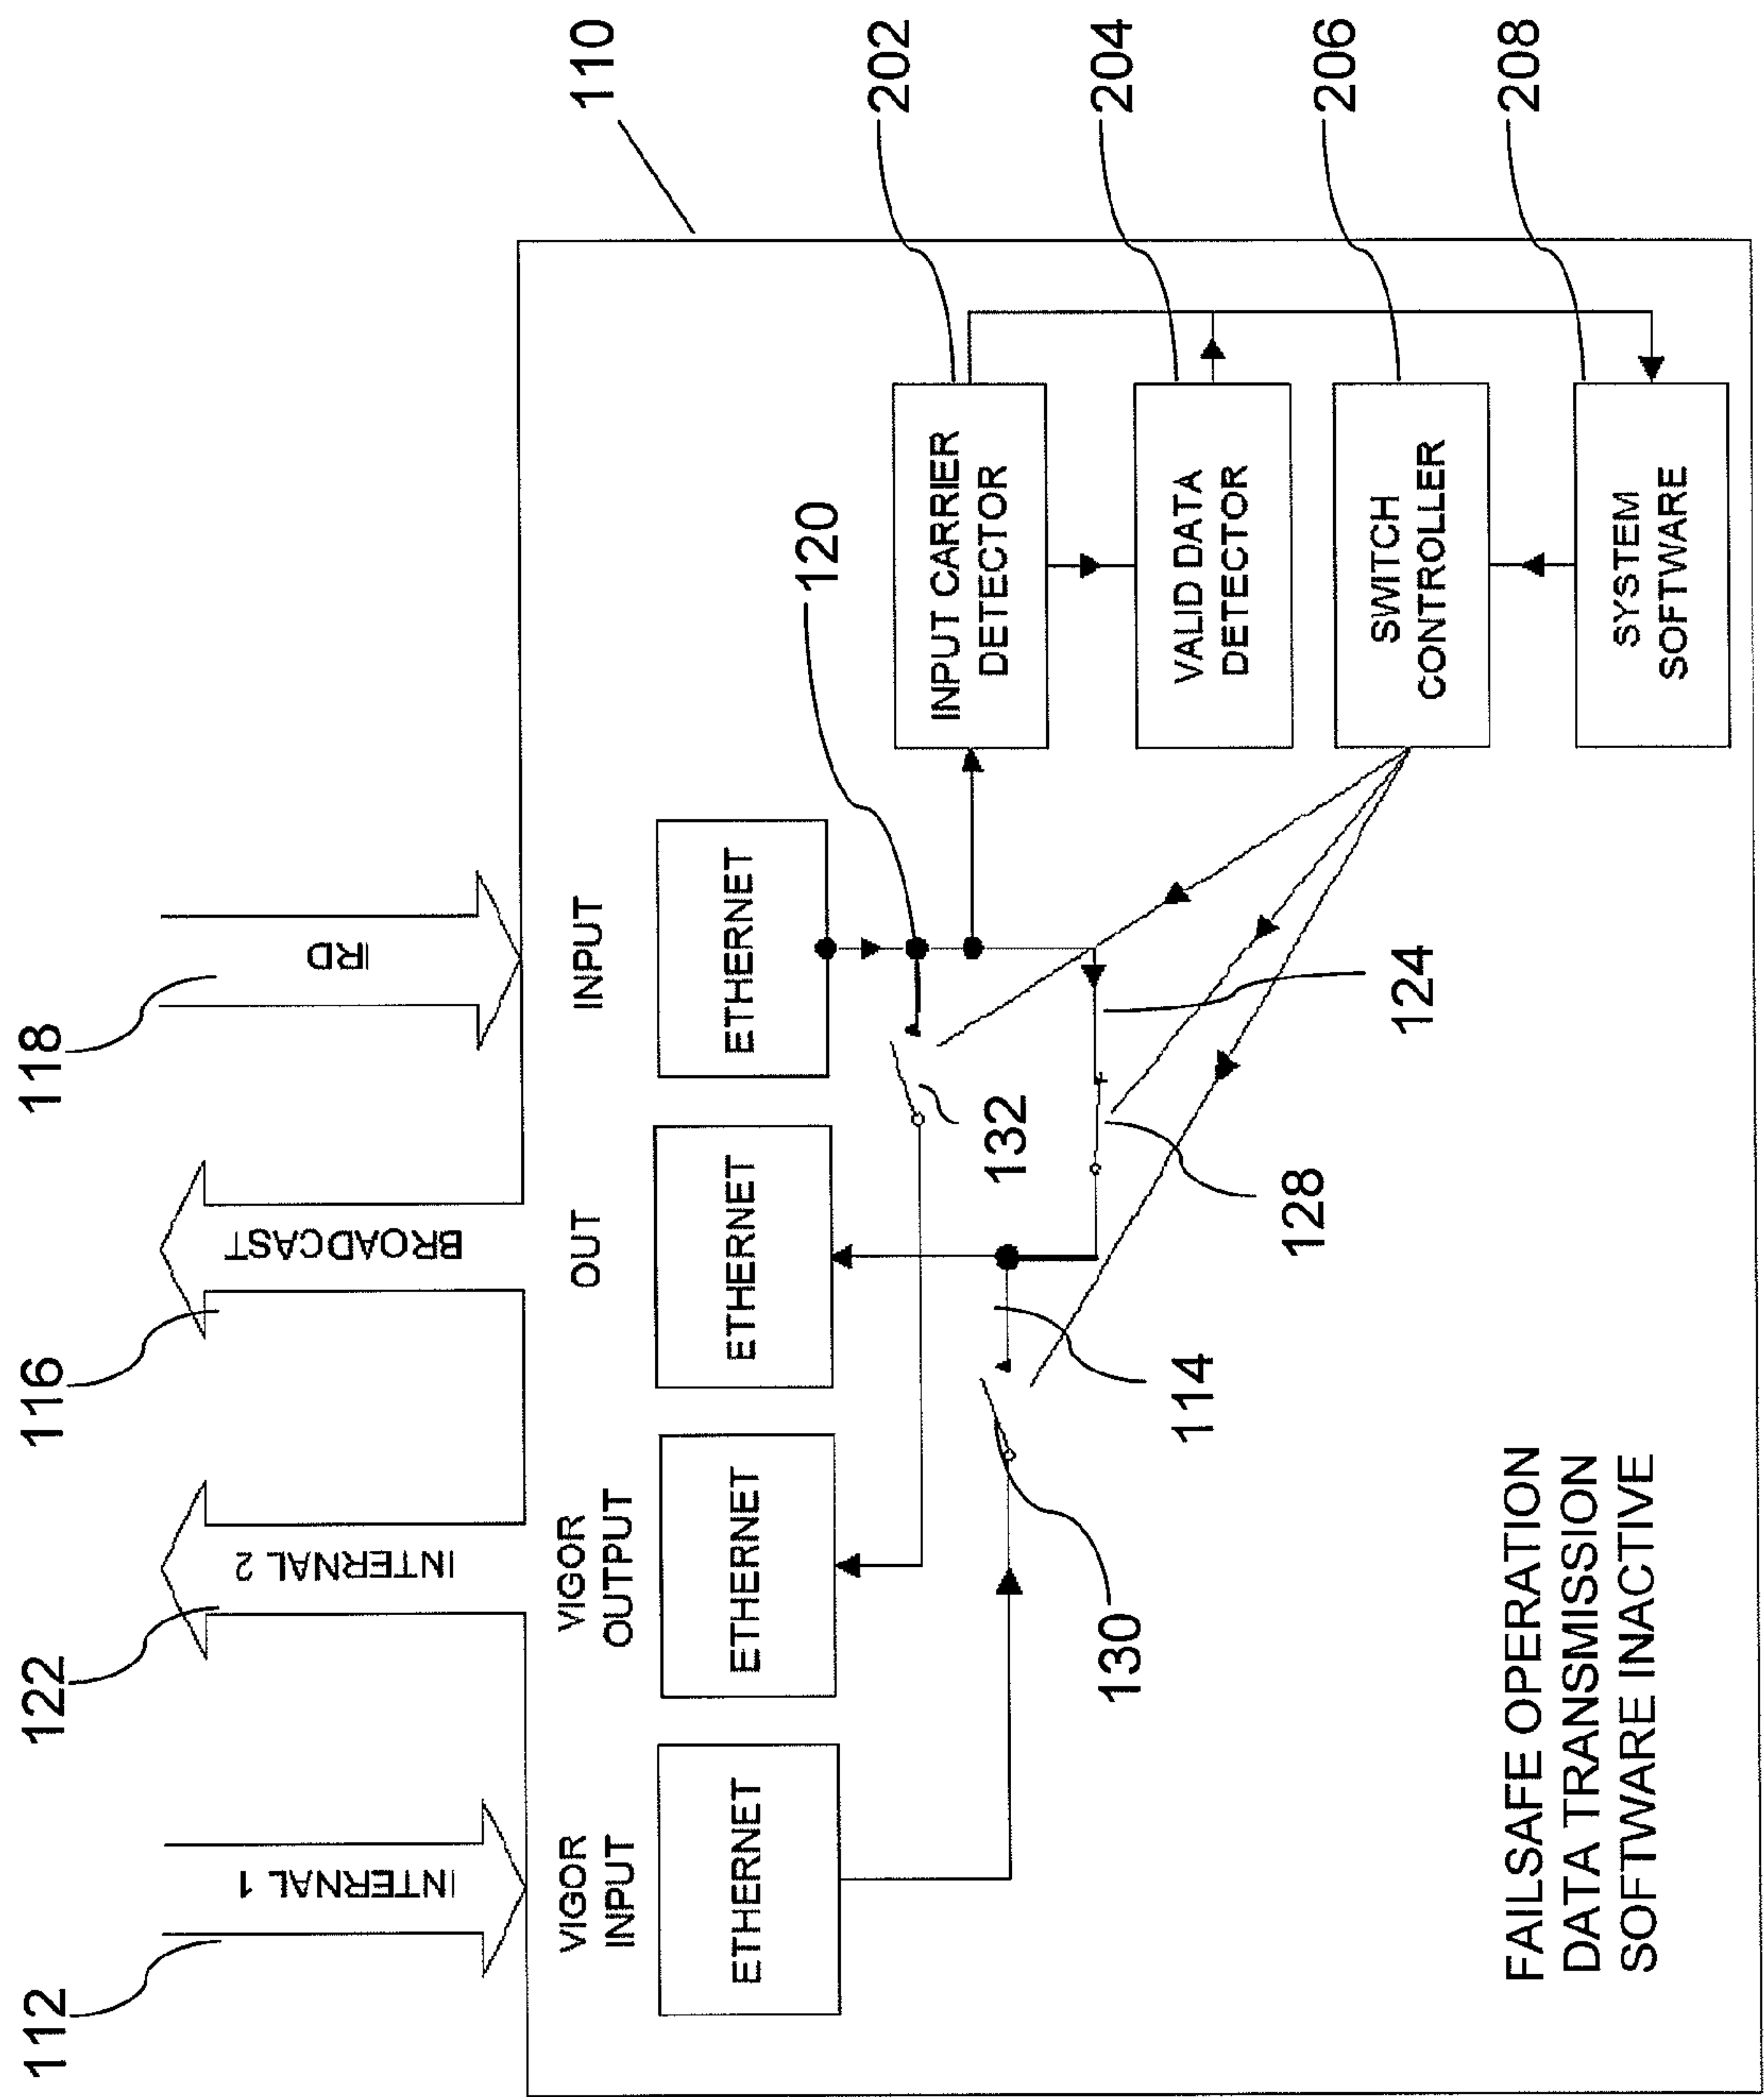 112
122
116
118
110
INTERNAL 1
INTERNAL 2
BROADCAST
IRD
VIGOR
INPUT
VIGOR
OUTPUT
OUT
INPUT
ETHERNET
ETHERNET
ETHERNET
ETHERNET
120
202
204
206
208
INPUT CARRIER
DETECTOR
VALID DATA
DETECTOR
SWITCH
CONTROLLER
SYSTEM
SOFTWARE
132
124
128
114
130
FAILSAFE OPERATION
DATA TRANSMISSION
SOFTWARE INACTIVE